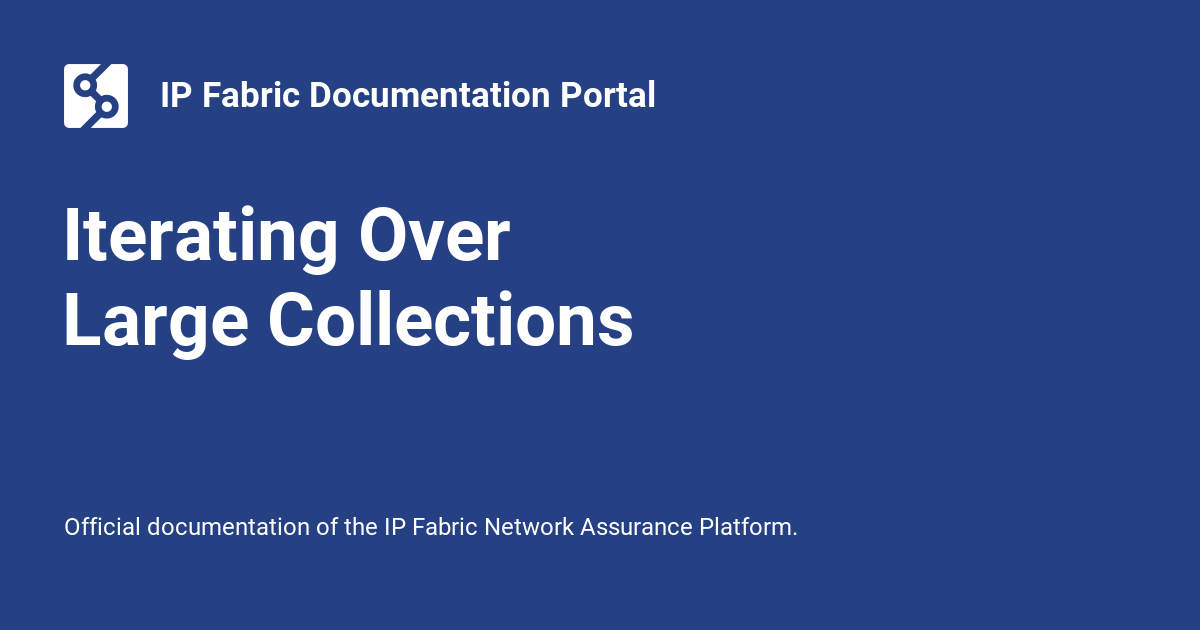 IP Fabric Documentation Portal
Iterating Over
Large Collections
Official documentation of the IP Fabric Network Assurance Platform.